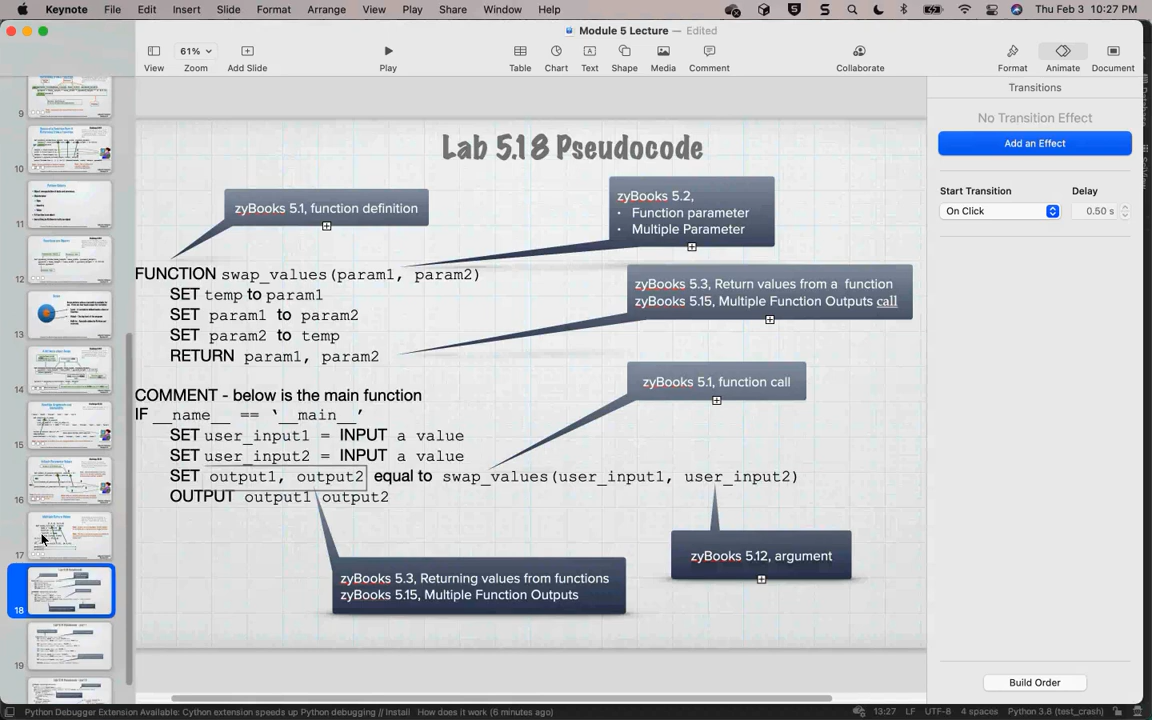 Keynote File Edit Insert Slide Format Arrange View Play Share Window Help Thu Feb 3 10:27 PM
Module 5 Lecture — Edited
61%
View Zoom Add Slide Play Table Chart Text Shape Media Comment Collaborate Format Animate Document
Transitions
No Transition Effect
Add an Effect
Start Transition Delay
On Click 0.50 s
Build Order
9
10
11
12
13
14
15
16
17
18
19
Lab 5.18 Pseudocode
zyBooks 5.1, function definition
zyBooks 5.2,
• Function parameter
• Multiple Parameter
FUNCTION swap_values(param1, param2)
SET temp to param1
SET param1 to param2
SET param2 to temp
RETURN param1, param2
zyBooks 5.3, Return values from a function
zyBooks 5.15, Multiple Function Outputs call
zyBooks 5.1, function call
COMMENT - below is the main function
IF __name__ == ‘__main__’
SET user_input1 = INPUT a value
SET user_input2 = INPUT a value
SET output1, output2 equal to swap_values(user_input1, user_input2)
OUTPUT output1 output2
zyBooks 5.3, Returning values from functions
zyBooks 5.15, Multiple Function Outputs
zyBooks 5.12, argument
Python Debugger Extension Available: Cython extension speeds up Python debugging // Install How does it work (6 minutes ago) 13:27 LF UTF-8 4 spaces Python 3.8 (test_crash)